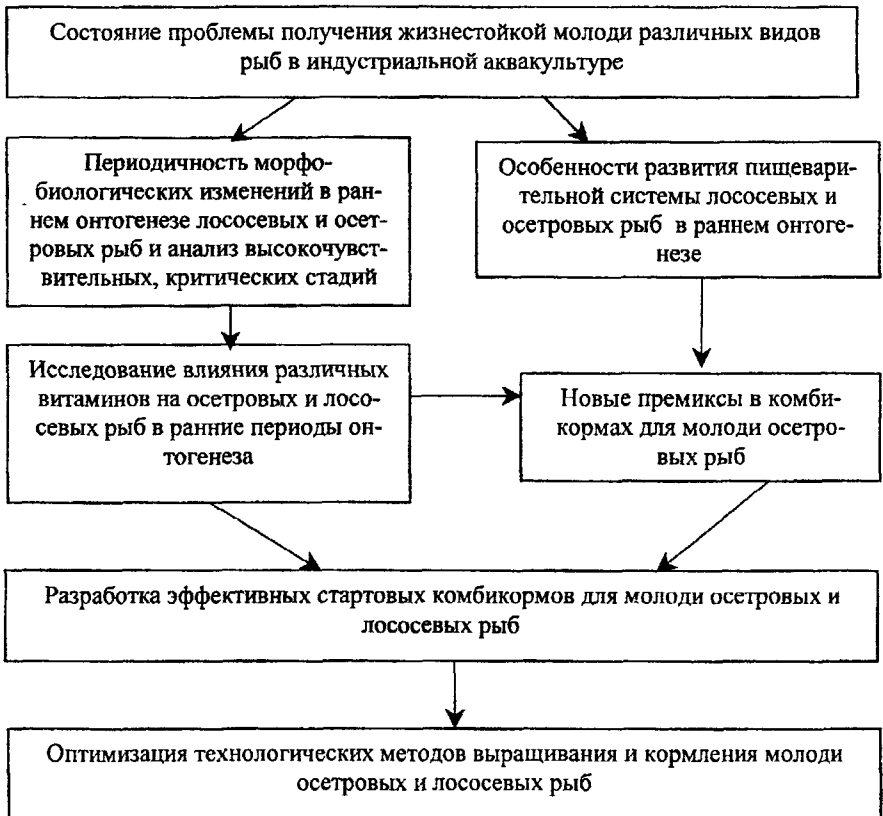 Состояние проблемы получения жизнестойкой молоди различных видов
рыб в индустриальной аквакультуре
Периодичность морфо-
биологических изменений в ран-
нем онтогенезе лососевых и осет-
ровых рыб и анализ высокочувст-
вительных, критических стадий
Особенности развития пищевари-
тельной системы лососевых и
осетровых рыб в раннем онтоге-
незе
Исследование влияния различных
витаминов на осетровых и лосо-
севых рыб в ранние периоды он-
тогенеза
Новые премиксы в комби-
кормах для молоди осетро-
вых рыб
Разработка эффективных стартовых комбикормов для молоди осетровых и
лососевых рыб
Оптимизация технологических методов выращивания и кормления молоди
осетровых и лососевых рыб